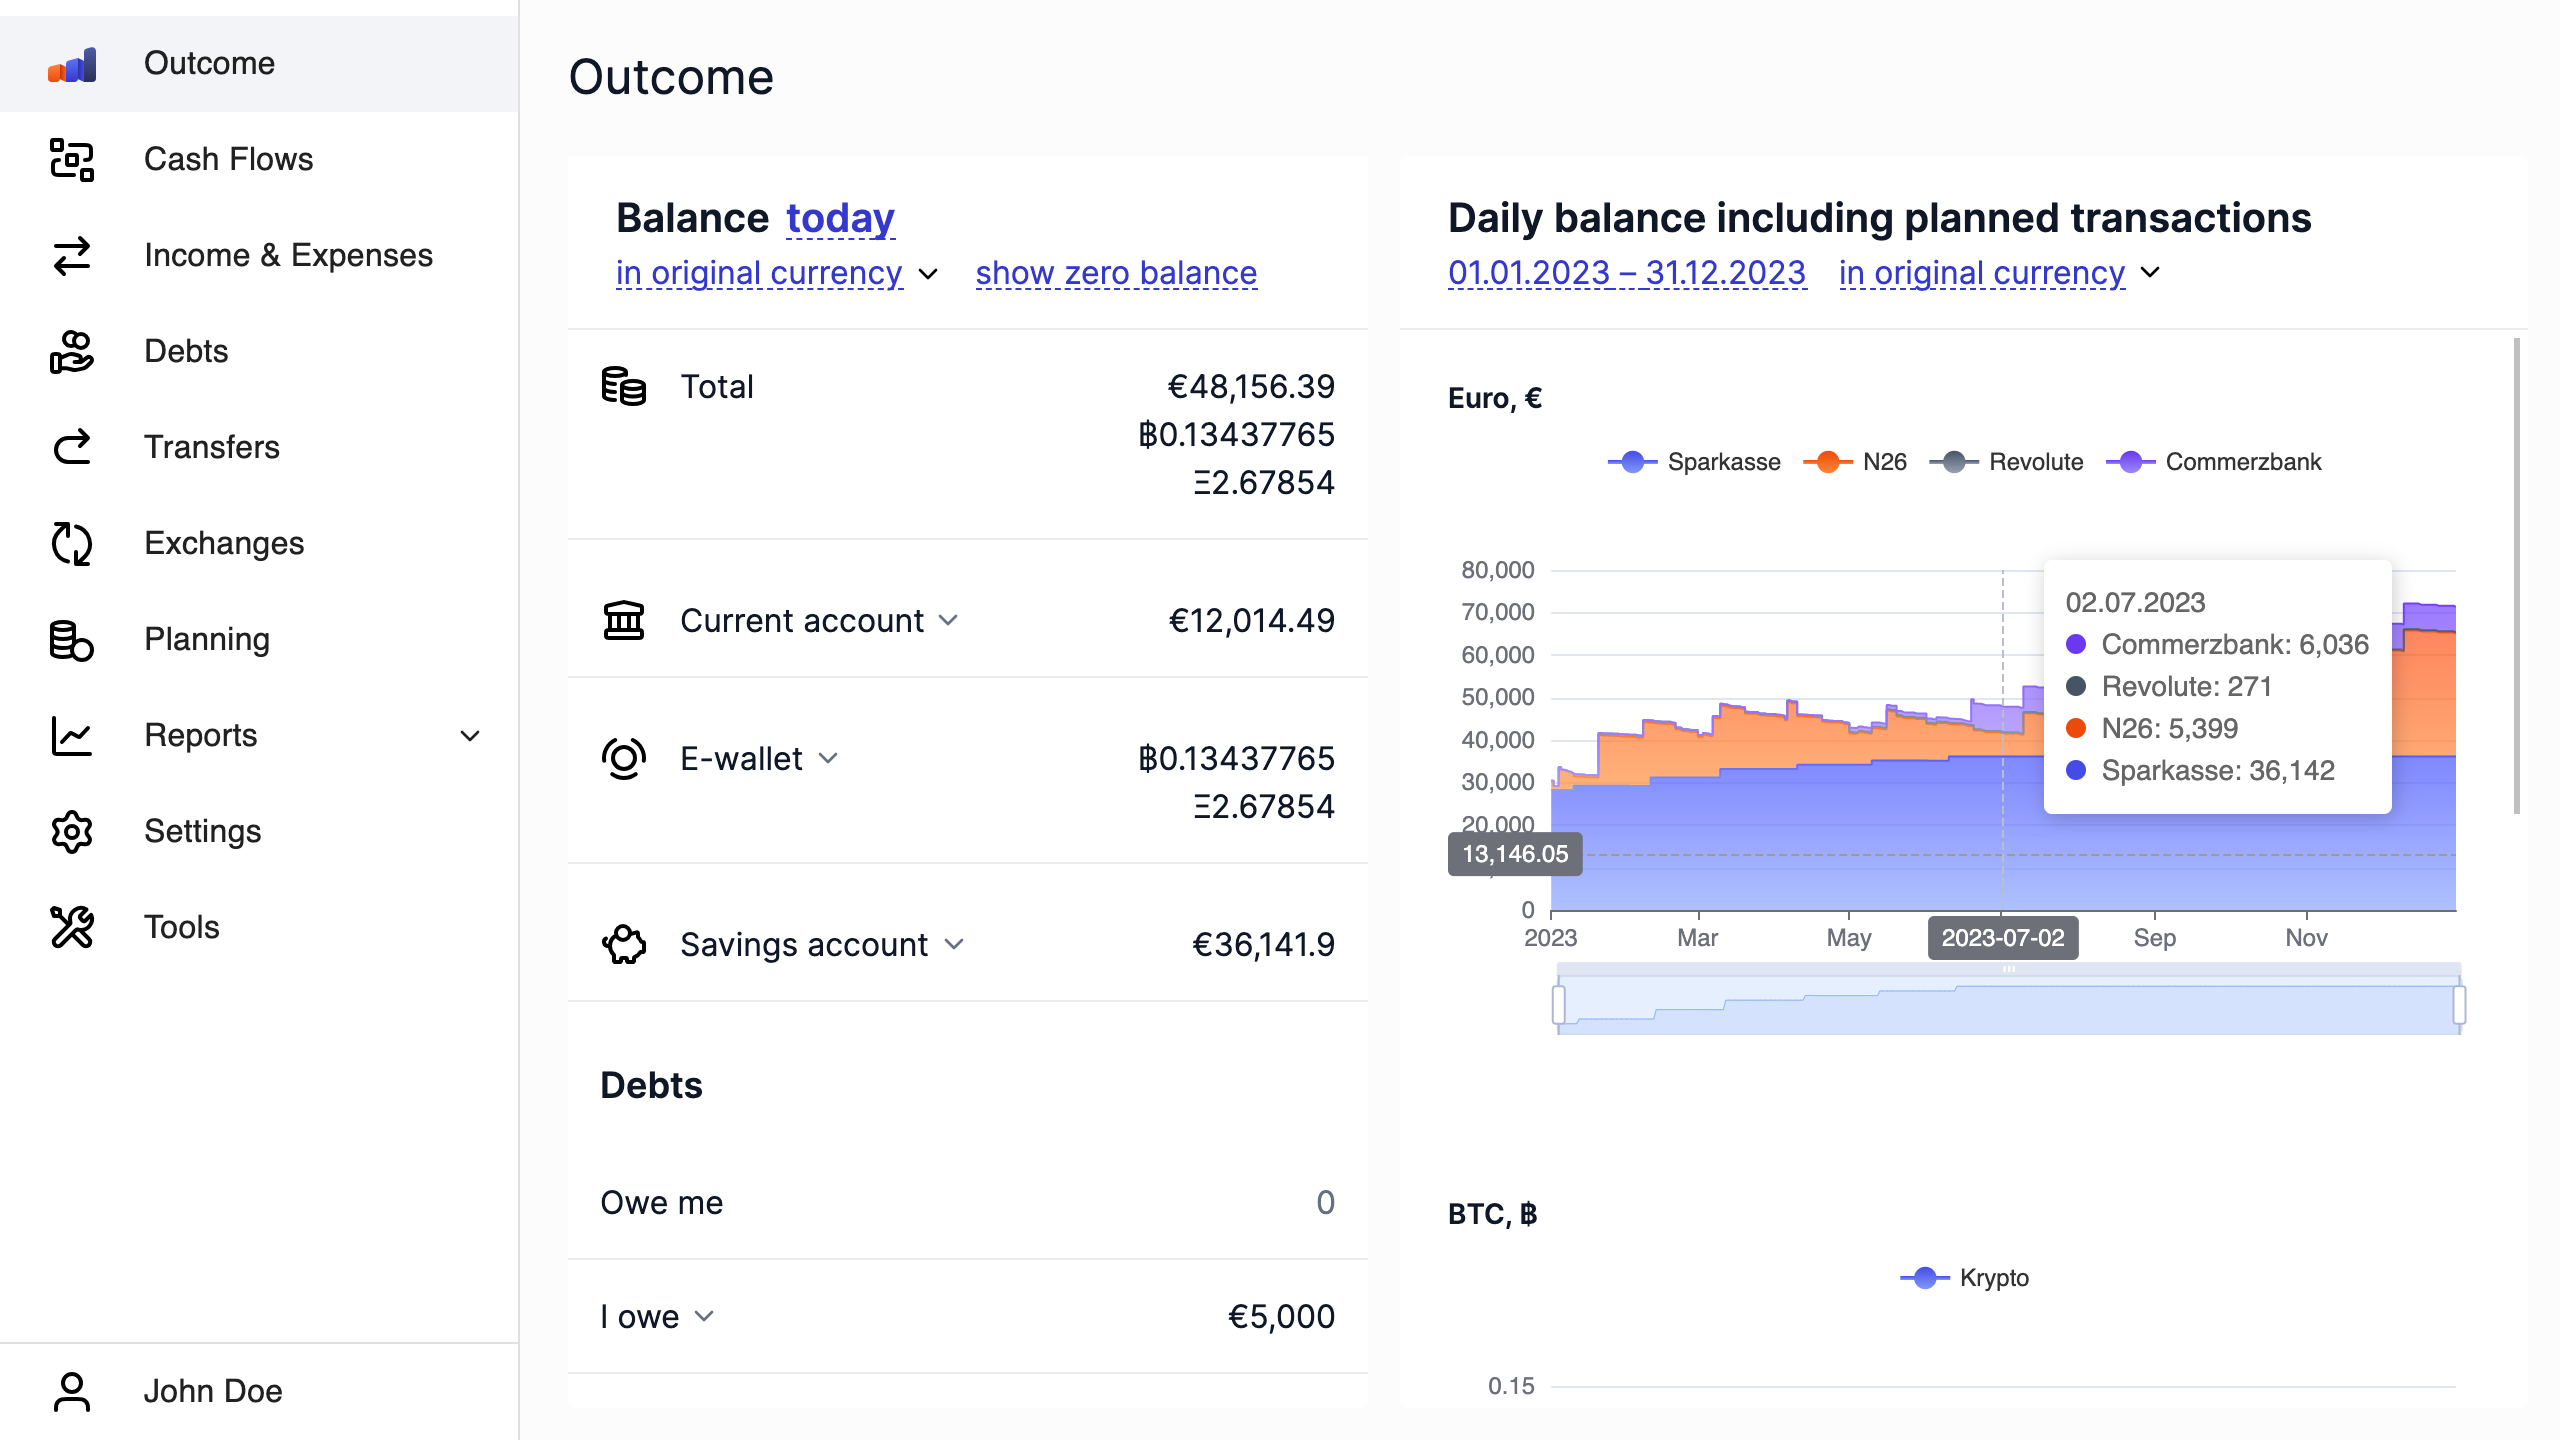 Outcome
Cash Flows
Income & Expenses
Debts
Transfers
Exchanges
Planning
Reports
Settings
Tools
John Doe
Outcome
Balance today
in original currency show zero balance
Total €48,156.39
฿0.13437765
Ξ2.67854
Current account €12,014.49
E-wallet ฿0.13437765
Ξ2.67854
Savings account €36,141.9
Debts
Owe me 0
I owe €5,000
Daily balance including planned transactions
01.01.2023 – 31.12.2023 in original currency
Euro, €
Sparkasse N26 Revolute Commerzbank
80,000
70,000
60,000
50,000
40,000
30,000
20,000
13,146.05
0
02.07.2023
Commerzbank: 6,036
Revolute: 271
N26: 5,399
Sparkasse: 36,142
2023 Mar May 2023-07-02 Sep Nov
BTC, ฿
Krypto
0.15